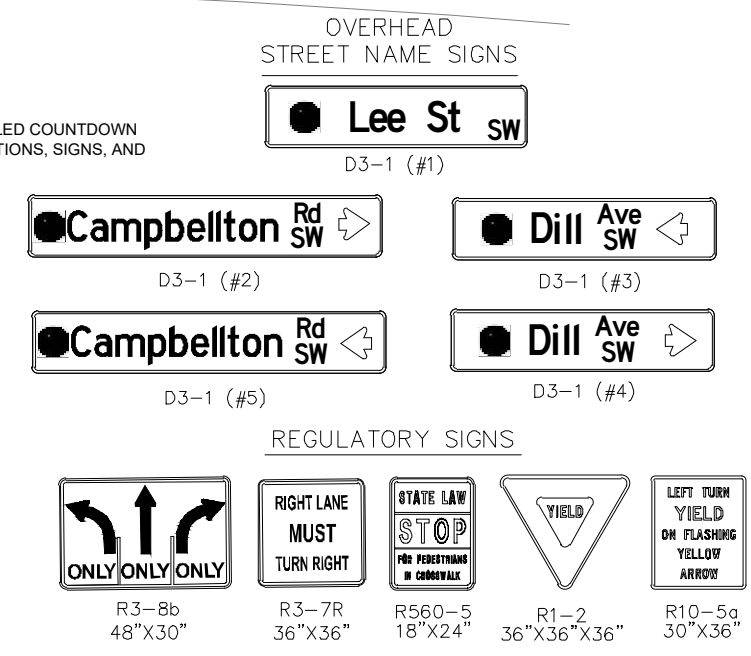 OVERHEAD
STREET NAME SIGNS
LED COUNTDOWN
TIONS, SIGNS, AND
Lee St SW
D3-1 (#1)
Campbellton Rd SW
D3-1 (#2)
Dill Ave SW
D3-1 (#3)
Campbellton Rd SW
D3-1 (#5)
Dill Ave SW
D3-1 (#4)
REGULATORY SIGNS
ONLY ONLY ONLY
R3-8b
48"X30"
RIGHT LANE
MUST
TURN RIGHT
R3-7R
36"X36"
STATE LAW
STOP
FOR PEDESTRIANS
IN CROSSWALK
R560-5
18"X24"
YIELD
R1-2
36"X36"X36"
LEFT TURN
YIELD
ON FLASHING
YELLOW
ARROW
R10-5a
30"X36"